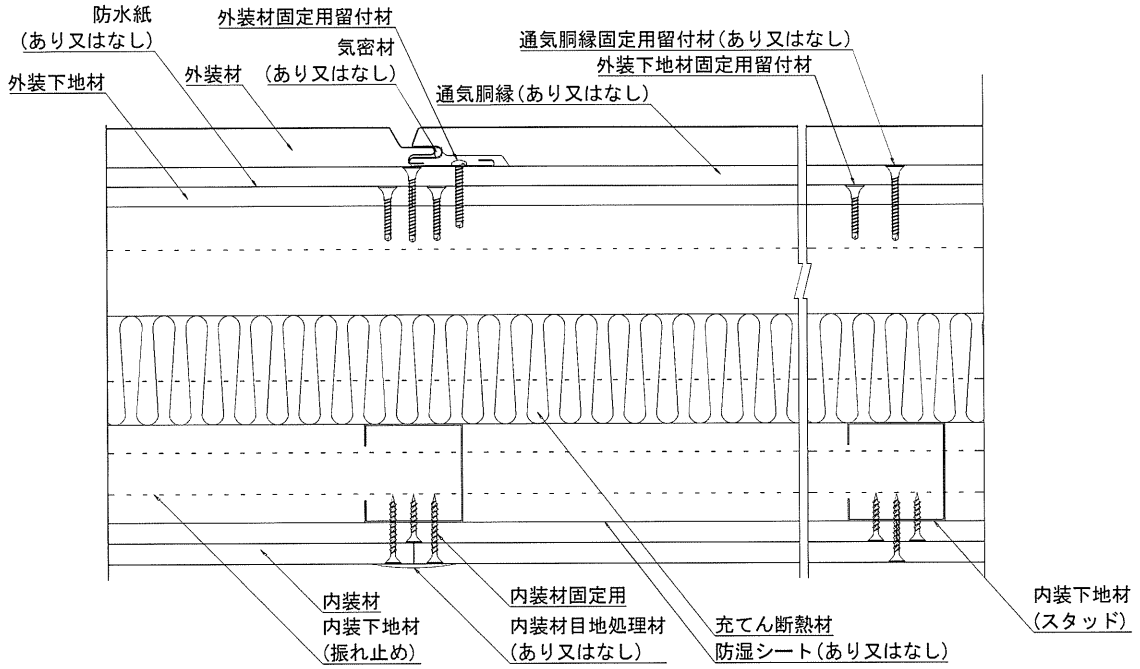 防水紙
(あり又はなし)
外装下地材
外装材
外装材固定用留付材
気密材
(あり又はなし)
通気胴縁固定用留付材(あり又はなし)
外装下地材固定用留付材
通気胴縁(あり又はなし)
内装材
内装下地材
(振れ止め)
内装材固定用
内装材目地処理材
(あり又はなし)
充てん断熱材
防湿シート(あり又はなし)
内装下地材
(スタッド)